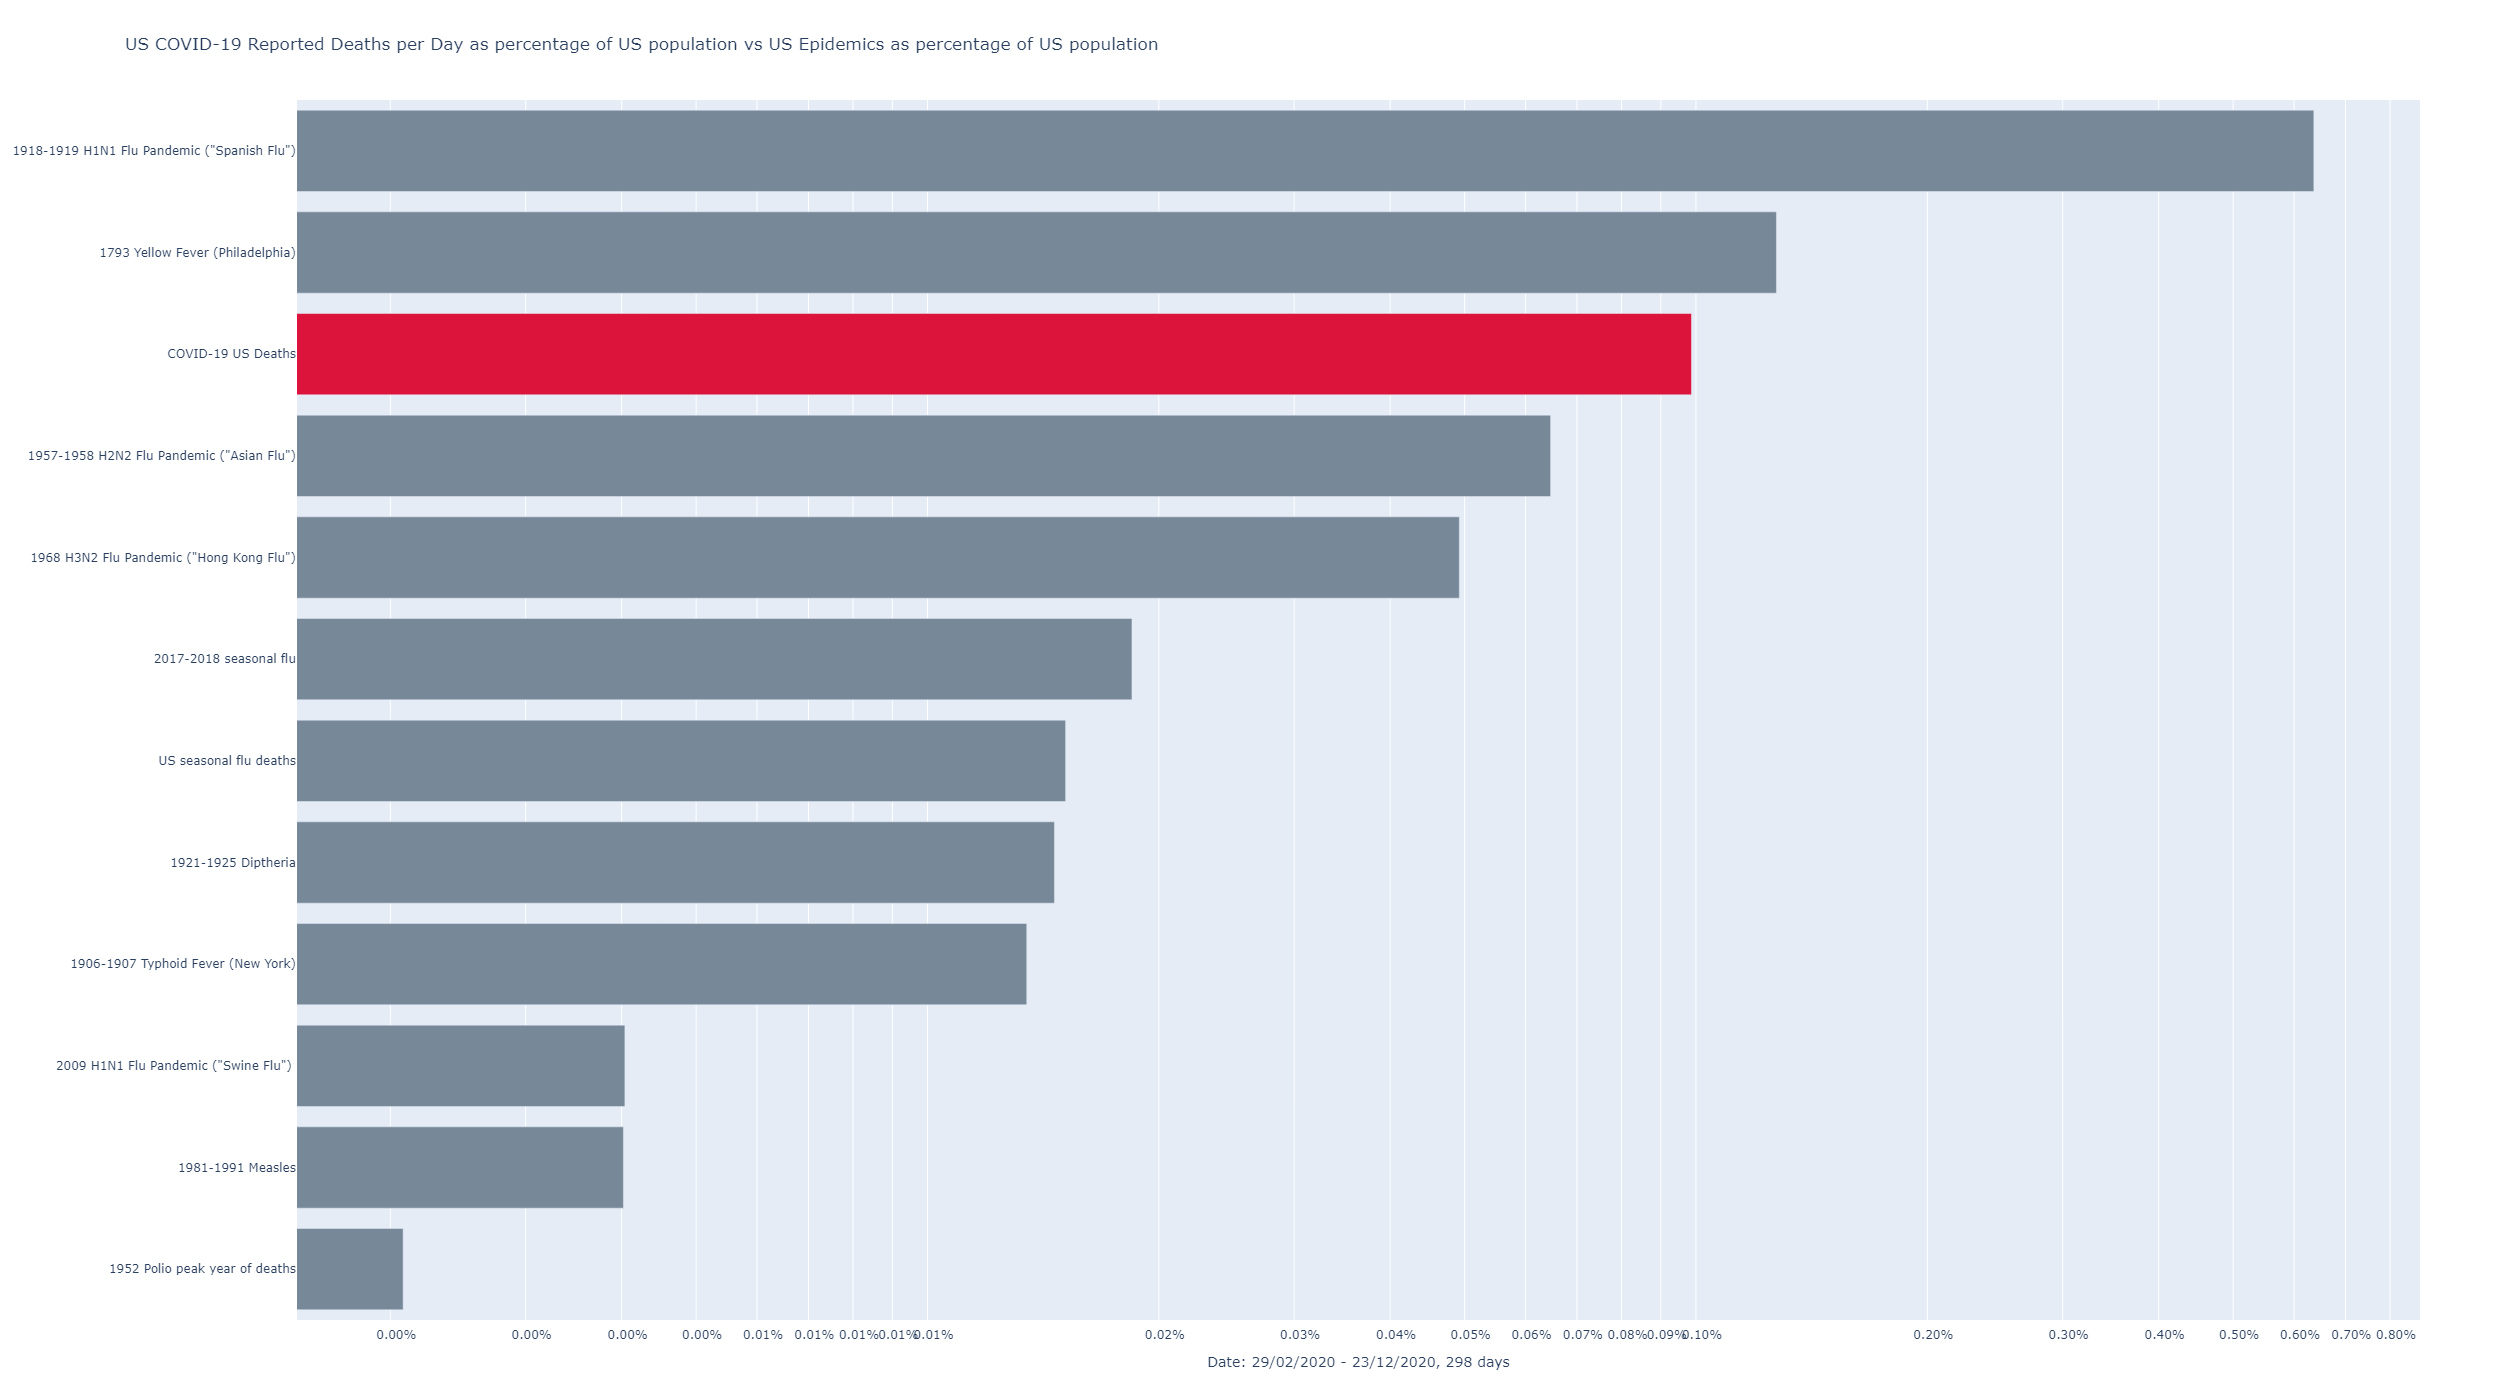 US COVID-19 Reported Deaths per Day as percentage of US population vs US Epidemics as percentage of US population
1918-1919 H1N1 Flu Pandemic ("Spanish Flu")
1793 Yellow Fever (Philadelphia)
COVID-19 US Deaths
1957-1958 H2N2 Flu Pandemic ("Asian Flu")
1968 H3N2 Flu Pandemic ("Hong Kong Flu")
2017-2018 seasonal flu
US seasonal flu deaths
1921-1925 Diptheria
1906-1907 Typhoid Fever (New York)
2009 H1N1 Flu Pandemic ("Swine Flu")
1981-1991 Measles
1952 Polio peak year of deaths
0.00% 0.00% 0.00% 0.00% 0.01% 0.01% 0.01% 0.01% 0.01% 0.02% 0.03% 0.04% 0.05% 0.06% 0.07% 0.08% 0.09% 0.10% 0.20% 0.30% 0.40% 0.50% 0.60% 0.70% 0.80%
Date: 29/02/2020 - 23/12/2020, 298 days